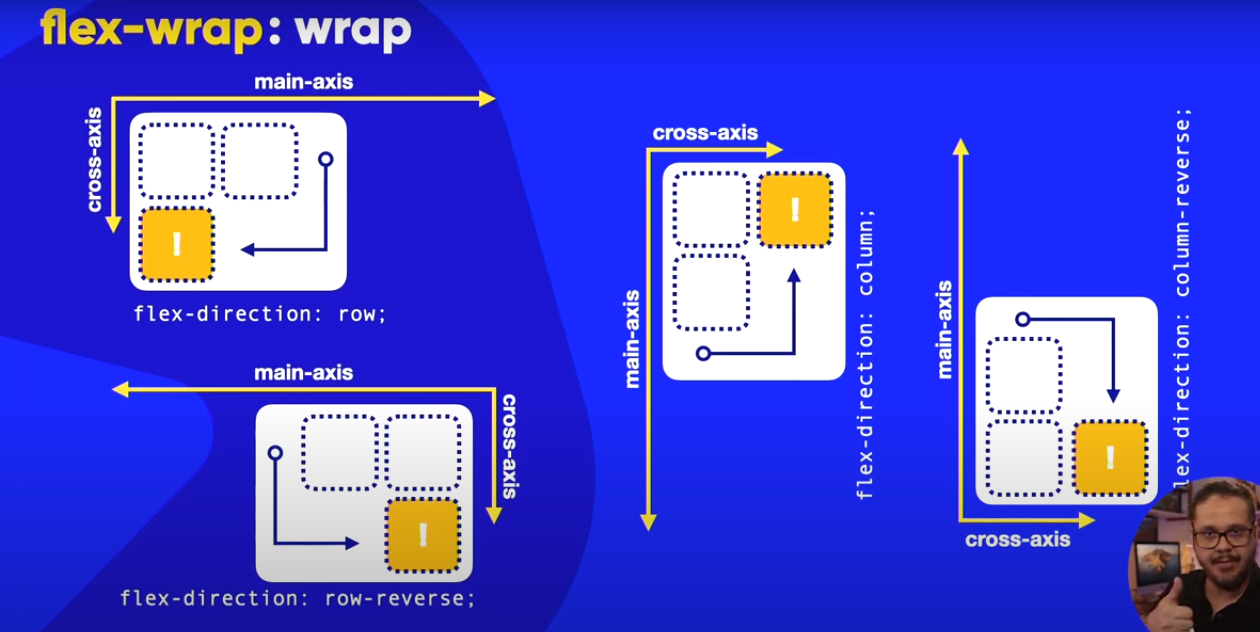 flex-wrap: wrap
main-axis
cross-axis
!
flex-direction: row;
main-axis
cross-axis
!
flex-direction: row-reverse;
cross-axis
main-axis
!
flex-direction: column;
main-axis
!
cross-axis
lex-direction: column-reverse;